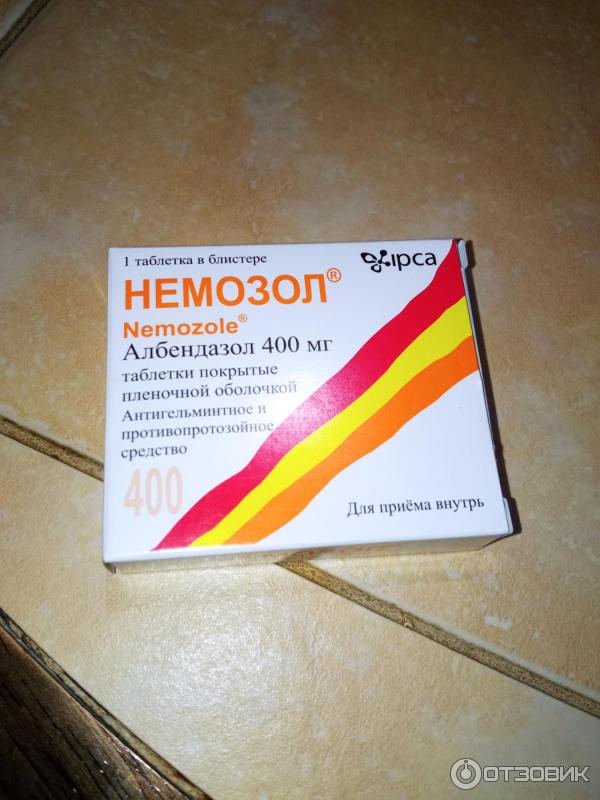 1 таблетка в блистере
ipca
НЕМОЗОЛ®
Nemozole®
Албендазол 400 мг
таблетки покрытые
пленочной оболочкой
Антигельминтное и
противопротозойное
средство
400
Для приёма внутрь
ОТЗОВИК